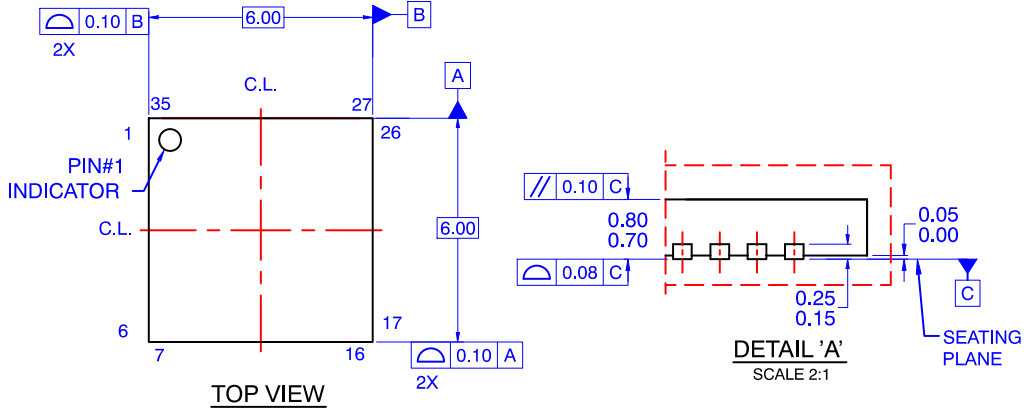 0.10 B
2X
6.00
B
C.L.
A
35
27
1
26
PIN#1
INDICATOR
C.L.
6.00
6
7
16
17
0.10 A
2X
TOP VIEW
// 0.10 C
0.80
0.70
0.08 C
0.05
0.00
0.25
0.15
C
SEATING
PLANE
DETAIL 'A'
SCALE 2:1